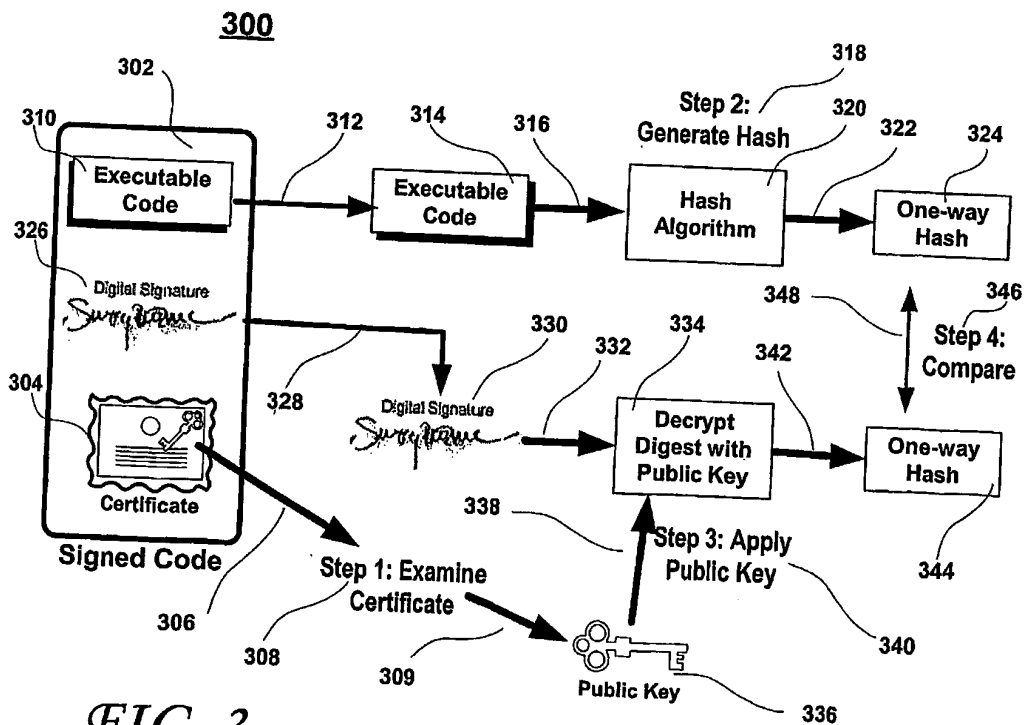 300
302
310
312
314
316
Step 2:
Generate Hash
318
320
322
324
Executable
Code
Executable
Code
Hash
Algorithm
One-way
Hash
326
Digital Signature
328
Digital Signature
330
332
334
342
348
346
Step 4:
Compare
304
Certificate
Signed Code
Decrypt
Digest with
Public Key
One-way
Hash
344
306
Step 1: Examine
Certificate
308
309
338
Step 3: Apply
Public Key
340
Public Key
336
FIG. 3